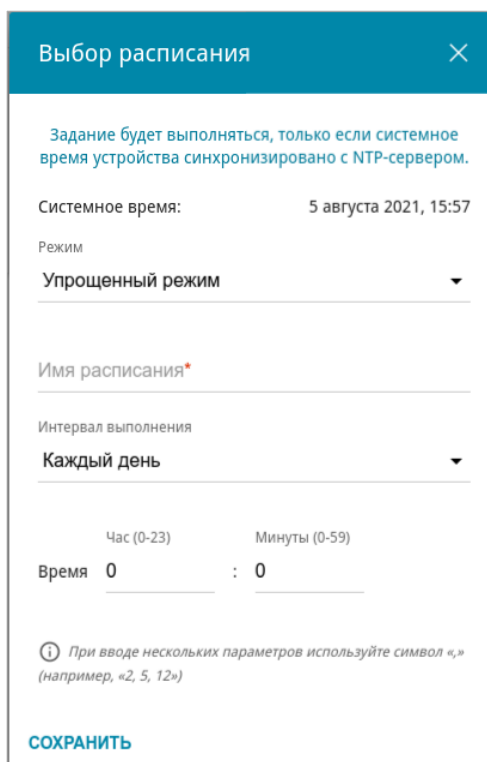 Выбор расписания
Задание будет выполняться, только если системное
время устройства синхронизировано с NTP-сервером.
Системное время: 5 августа 2021, 15:57
Режим
Упрощенный режим
Имя расписания*
Интервал выполнения
Каждый день
Час (0-23) Минуты (0-59)
Время 0 : 0
При вводе нескольких параметров используйте символ «,»
(например, «2, 5, 12»)
СОХРАНИТЬ